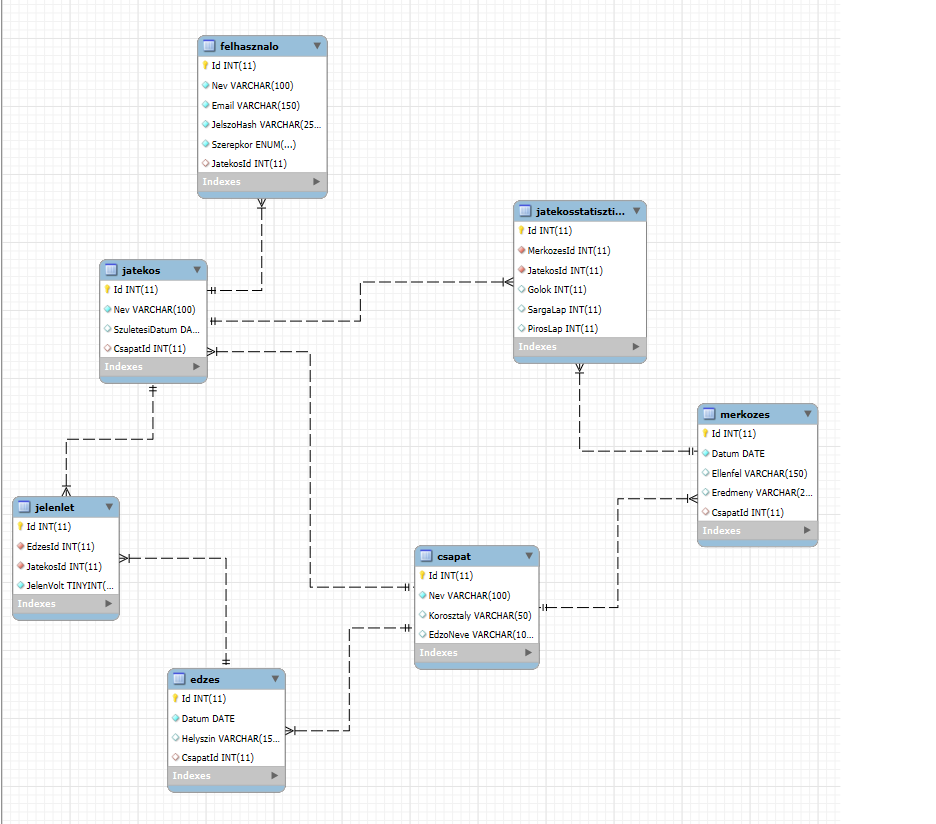 felhasznalo
Id INT(11)
Nev VARCHAR(100)
Email VARCHAR(150)
JelszoHash VARCHAR(25...
Szerepkor ENUM(...)
JatekosId INT(11)
Indexes
jatekosstatiszti...
Id INT(11)
MerkozesId INT(11)
JatekosId INT(11)
Golok INT(11)
SargaLap INT(11)
PirosLap INT(11)
Indexes
jatekos
Id INT(11)
Nev VARCHAR(100)
SzuletesiDatum DA...
CsapatId INT(11)
Indexes
merkozes
Id INT(11)
Datum DATE
Ellenfel VARCHAR(150)
Eredmeny VARCHAR(2...
CsapatId INT(11)
Indexes
jelenlet
Id INT(11)
EdzesId INT(11)
JatekosId INT(11)
JelenVolt TINYINT(...
Indexes
csapat
Id INT(11)
Nev VARCHAR(100)
Korosztaly VARCHAR(50)
EdzoNeve VARCHAR(10...
Indexes
edzes
Id INT(11)
Datum DATE
Helyszin VARCHAR(15...
CsapatId INT(11)
Indexes